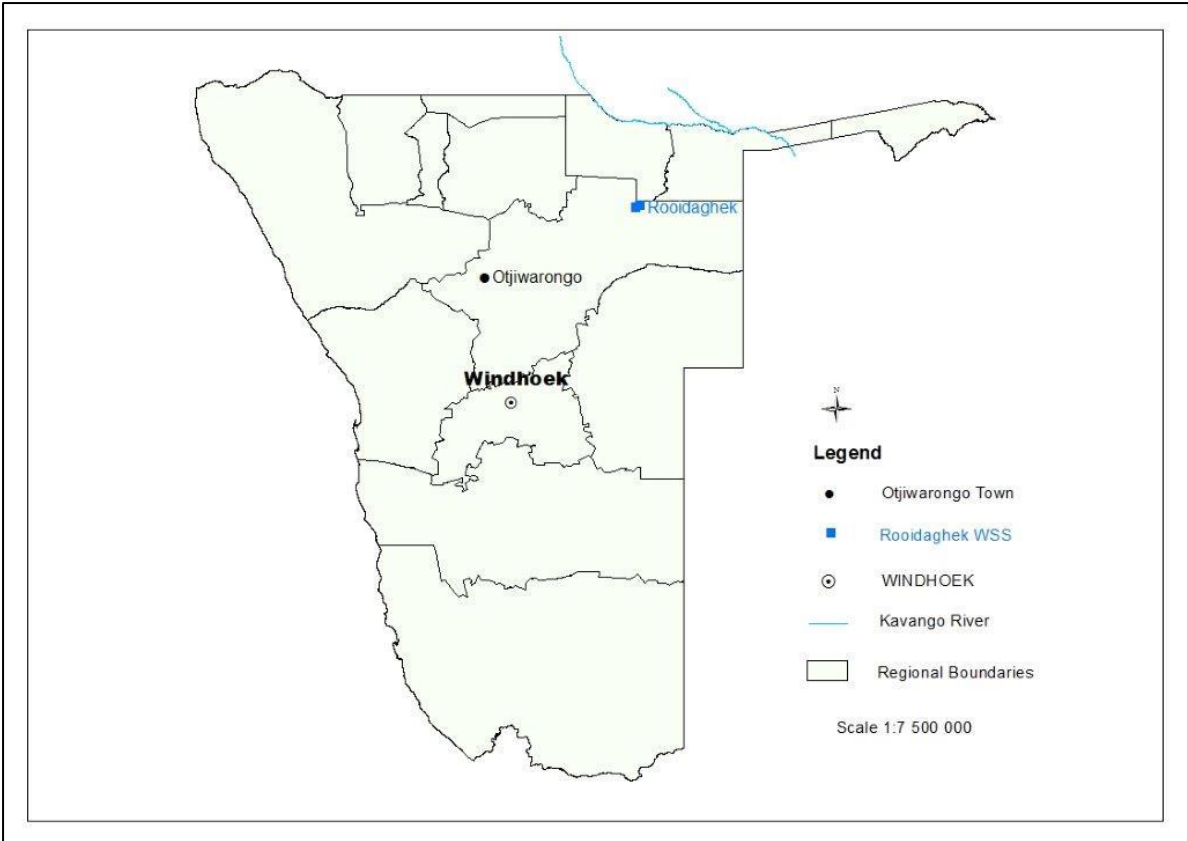 Rooidaghek
Otjiwarongo
Windhoek
N
Legend
Otjiwarongo Town
Rooidaghek WSS
WINDHOEK
Kavango River
Regional Boundaries
Scale 1:7 500 000